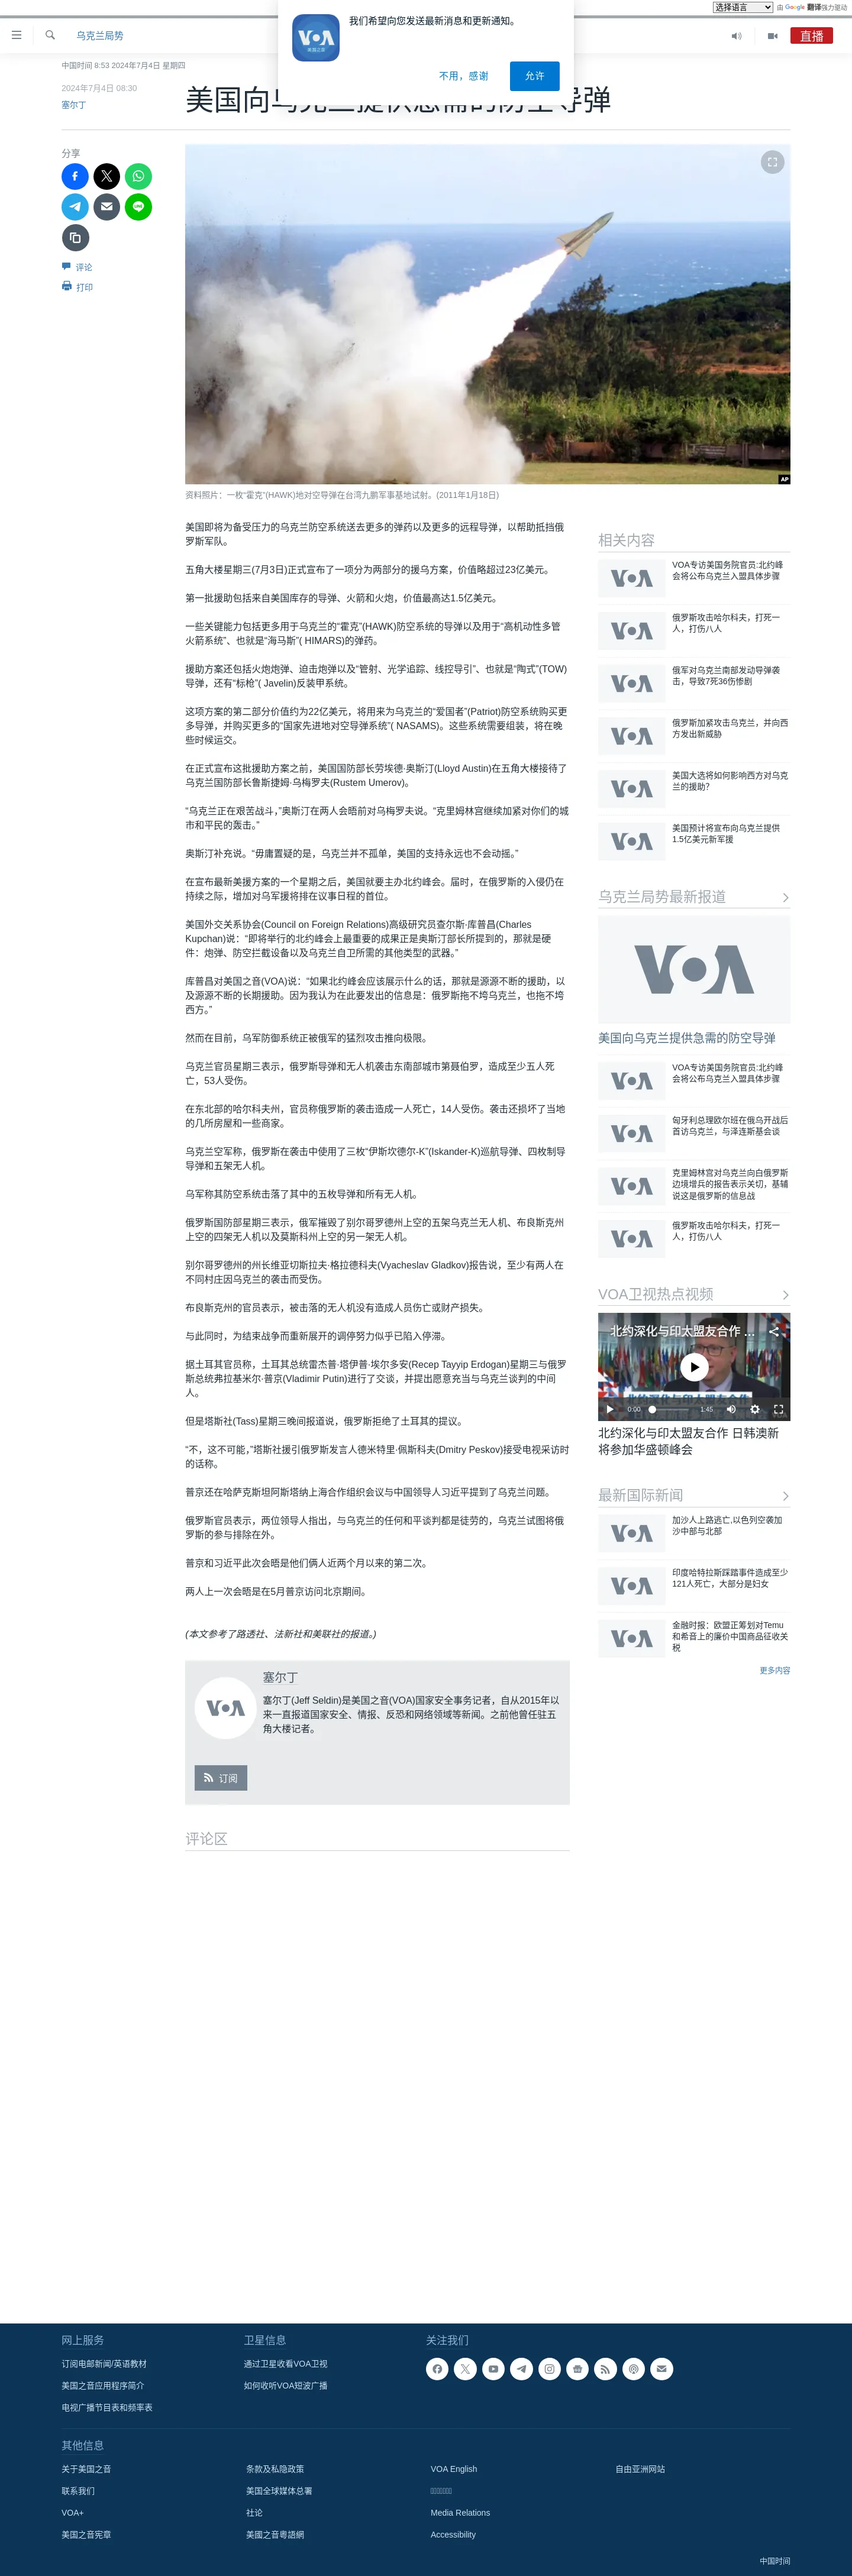 选择语言 由 Google 翻译强力驱动
我们希望向您发送最新消息和更新通知。
不用，感谢
允许
乌克兰局势
直播
中国时间 8:53 2024年7月4日 星期四
2024年7月4日 08:30
塞尔丁
美国向乌克兰提供急需的防空导弹
分享
评论
打印
AP
资料照片：一枚“霍克”(HAWK)地对空导弹在台湾九鹏军事基地试射。(2011年1月18日)
美国即将为备受压力的乌克兰防空系统送去更多的弹药以及更多的远程导弹，以帮助抵挡俄
罗斯军队。
五角大楼星期三(7月3日)正式宣布了一项分为两部分的援乌方案，价值略超过23亿美元。
第一批援助包括来自美国库存的导弹、火箭和火炮，价值最高达1.5亿美元。
一些关键能力包括更多用于乌克兰的“霍克”(HAWK)防空系统的导弹以及用于“高机动性多管
火箭系统”、也就是“海马斯”( HIMARS)的弹药。
援助方案还包括火炮炮弹、迫击炮弹以及“管射、光学追踪、线控导引”、也就是“陶式”(TOW)
导弹，还有“标枪”( Javelin)反装甲系统。
这项方案的第二部分价值约为22亿美元，将用来为乌克兰的“爱国者”(Patriot)防空系统购买更
多导弹，并购买更多的“国家先进地对空导弹系统”( NASAMS)。这些系统需要组装，将在晚
些时候运交。
在正式宣布这批援助方案之前，美国国防部长劳埃德·奥斯汀(Lloyd Austin)在五角大楼接待了
乌克兰国防部长鲁斯捷姆·乌梅罗夫(Rustem Umerov)。
“乌克兰正在艰苦战斗，”奥斯汀在两人会晤前对乌梅罗夫说。“克里姆林宫继续加紧对你们的城
市和平民的轰击。”
奥斯汀补充说。“毋庸置疑的是，乌克兰并不孤单，美国的支持永远也不会动摇。”
在宣布最新美援方案的一个星期之后，美国就要主办北约峰会。届时，在俄罗斯的入侵仍在
持续之际，增加对乌军援将排在议事日程的首位。
美国外交关系协会(Council on Foreign Relations)高级研究员查尔斯·库普昌(Charles
Kupchan)说：“即将举行的北约峰会上最重要的成果正是奥斯汀部长所提到的，那就是硬
件：炮弹、防空拦截设备以及乌克兰自卫所需的其他类型的武器。”
库普昌对美国之音(VOA)说：“如果北约峰会应该展示什么的话，那就是源源不断的援助，以
及源源不断的长期援助。因为我认为在此要发出的信息是：俄罗斯拖不垮乌克兰，也拖不垮
西方。”
然而在目前，乌军防御系统正被俄军的猛烈攻击推向极限。
乌克兰官员星期三表示，俄罗斯导弹和无人机袭击东南部城市第聂伯罗，造成至少五人死
亡，53人受伤。
在东北部的哈尔科夫州，官员称俄罗斯的袭击造成一人死亡，14人受伤。袭击还损坏了当地
的几所房屋和一些商家。
乌克兰空军称，俄罗斯在袭击中使用了三枚“伊斯坎德尔-K”(Iskander-K)巡航导弹、四枚制导
导弹和五架无人机。
乌军称其防空系统击落了其中的五枚导弹和所有无人机。
俄罗斯国防部星期三表示，俄军摧毁了别尔哥罗德州上空的五架乌克兰无人机、布良斯克州
上空的四架无人机以及莫斯科州上空的另一架无人机。
别尔哥罗德州的州长维亚切斯拉夫·格拉德科夫(Vyacheslav Gladkov)报告说，至少有两人在
不同村庄因乌克兰的袭击而受伤。
布良斯克州的官员表示，被击落的无人机没有造成人员伤亡或财产损失。
与此同时，为结束战争而重新展开的调停努力似乎已陷入停滞。
据土耳其官员称，土耳其总统雷杰普·塔伊普·埃尔多安(Recep Tayyip Erdogan)星期三与俄罗
斯总统弗拉基米尔·普京(Vladimir Putin)进行了交谈，并提出愿意充当与乌克兰谈判的中间
人。
但是塔斯社(Tass)星期三晚间报道说，俄罗斯拒绝了土耳其的提议。
“不，这不可能，”塔斯社援引俄罗斯发言人德米特里·佩斯科夫(Dmitry Peskov)接受电视采访时
的话称。
普京还在哈萨克斯坦阿斯塔纳上海合作组织会议与中国领导人习近平提到了乌克兰问题。
俄罗斯官员表示，两位领导人指出，与乌克兰的任何和平谈判都是徒劳的，乌克兰试图将俄
罗斯的参与排除在外。
普京和习近平此次会晤是他们俩人近两个月以来的第二次。
两人上一次会晤是在5月普京访问北京期间。
(本文参考了路透社、法新社和美联社的报道。)
塞尔丁
塞尔丁(Jeff Seldin)是美国之音(VOA)国家安全事务记者，自从2015年以
来一直报道国家安全、情报、反恐和网络领域等新闻。之前他曾任驻五
角大楼记者。
订阅
评论区
相关内容
VOA专访美国务院官员:北约峰
会将公布乌克兰入盟具体步骤
俄罗斯攻击哈尔科夫，打死一
人，打伤八人
俄军对乌克兰南部发动导弹袭
击，导致7死36伤惨剧
俄罗斯加紧攻击乌克兰，并向西
方发出新威胁
美国大选将如何影响西方对乌克
兰的援助?
美国预计将宣布向乌克兰提供
1.5亿美元新军援
乌克兰局势最新报道
美国向乌克兰提供急需的防空导弹
VOA专访美国务院官员:北约峰
会将公布乌克兰入盟具体步骤
匈牙利总理欧尔班在俄乌开战后
首访乌克兰，与泽连斯基会谈
克里姆林宫对乌克兰向白俄罗斯
边境增兵的报告表示关切，基辅
说这是俄罗斯的信息战
俄罗斯攻击哈尔科夫，打死一
人，打伤八人
VOA卫视热点视频
北约深化与印太盟友合作 ...
0:00
1:45
北约深化与印太盟友合作 日韩澳新
将参加华盛顿峰会
最新国际新闻
加沙人上路逃亡,以色列空袭加
沙中部与北部
印度哈特拉斯踩踏事件造成至少
121人死亡，大部分是妇女
金融时报：欧盟正筹划对Temu
和希音上的廉价中国商品征收关
税
更多内容
网上服务
订阅电邮新闻/英语教材
美国之音应用程序简介
电视广播节目表和频率表
卫星信息
通过卫星收看VOA卫视
如何收听VOA短波广播
关注我们
其他信息
关于美国之音
联系我们
VOA+
美国之音宪章
条款及私隐政策
美国全球媒体总署
社论
美國之音粵語網
VOA English
Media Relations
Accessibility
自由亚洲网站
中国时间